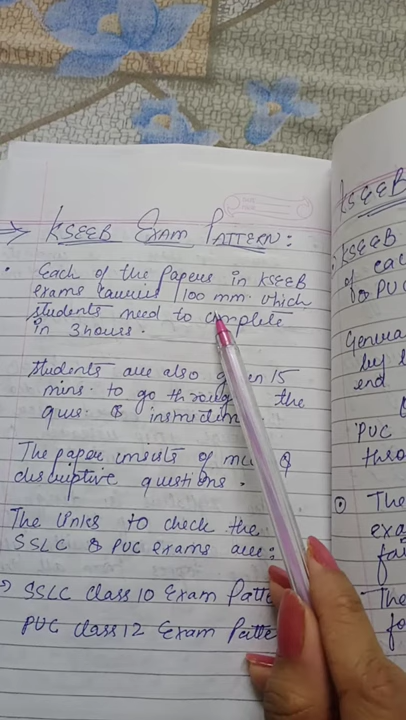 ⇒ KSEEB EXAM PATTERN:
• Each of the Papers in KSEEB
exams carries 100 mm. which
students need to complete
in 3 hours.
Students are also given 15
mins. to go through the
ques. &
The paper consists of &
descriptive questions.
The links to check the
SSLC & PUC exams are:
SSLC Class 10 Exam Patte
PUC Class 12 Exam Patte
KSEEB
KSEEB
of
& PUC
Genera
by
end
PUC
thro
The
exa
The